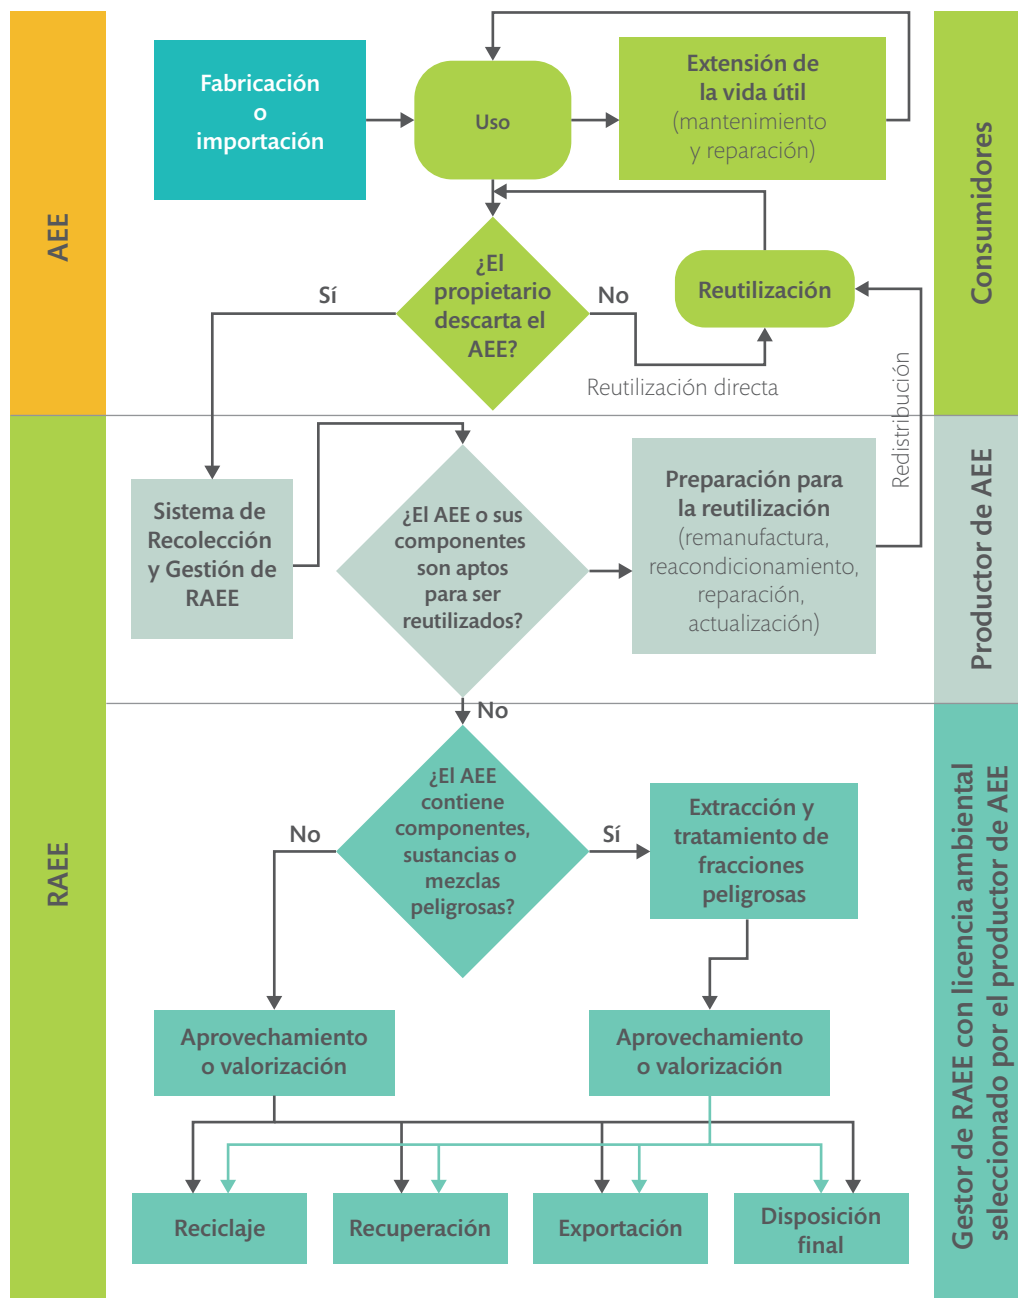 AEE
Fabricación
o
importación
Uso
Extensión de
la vida útil
(mantenimiento
y reparación)
Consumidores
¿El
propietario
descarta el
AEE?
Sí
No
Reutilización
Reutilización directa
Redistribución
RAEE
Sistema de
Recolección
y Gestión de
RAEE
¿El AEE o sus
componentes
son aptos
para ser
reutilizados?
Preparación para
la reutilización
(remanufactura,
reacondicionamiento,
reparación,
actualización)
Productor de AEE
No
¿El AEE
contiene
componentes,
sustancias o
mezclas
peligrosas?
No
Sí
Extracción y
tratamiento de
fracciones
peligrosas
Gestor de RAEE con licencia ambiental
seleccionado por el productor de AEE
Aprovechamiento
o valorización
Aprovechamiento
o valorización
Reciclaje
Recuperación
Exportación
Disposición
final